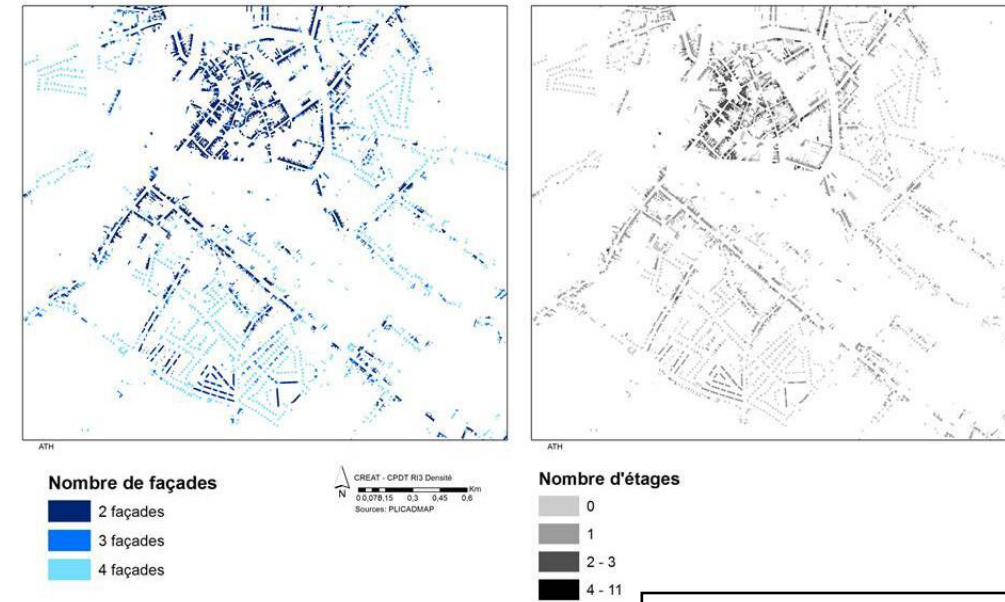 ATH
ATH
Nombre de façades
2 façades
3 façades
4 façades
N
CREAT - CPDT RI3 Densité
Km
0 0,075 0,15 0,3 0,45 0,6
Sources: PLICADMAP
Nombre d'étages
0
1
2 - 3
4 - 11